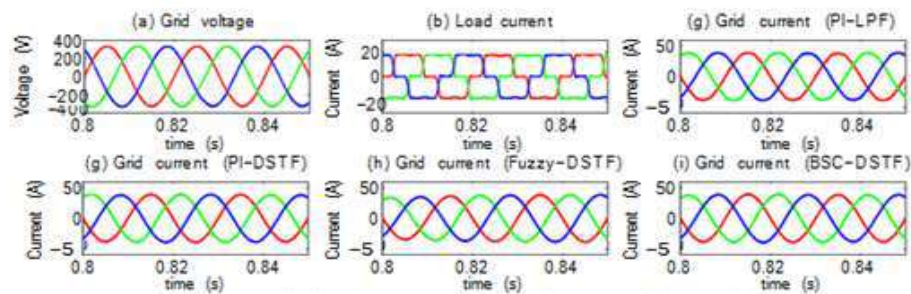 (a) Grid voltage
Voltage (V)
400
200
0
−200
−400
0.8
0.82
0.84
time (s)
(b) Load current
Current (A)
20
0
−20
0.8
0.82
0.84
time (s)
(g) Grid current (PI−LPF)
Current (A)
50
0
−5
0.8
0.82
0.84
time (s)
(g) Grid current (PI−DSTF)
Current (A)
50
0
−5
0.8
0.82
0.84
time (s)
(h) Grid current (Fuzzy−DSTF)
Current (A)
50
0
−5
0.8
0.82
0.84
time (s)
(i) Grid current (BSC−DSTF)
Current (A)
50
0
−5
0.8
0.82
0.84
time (s)